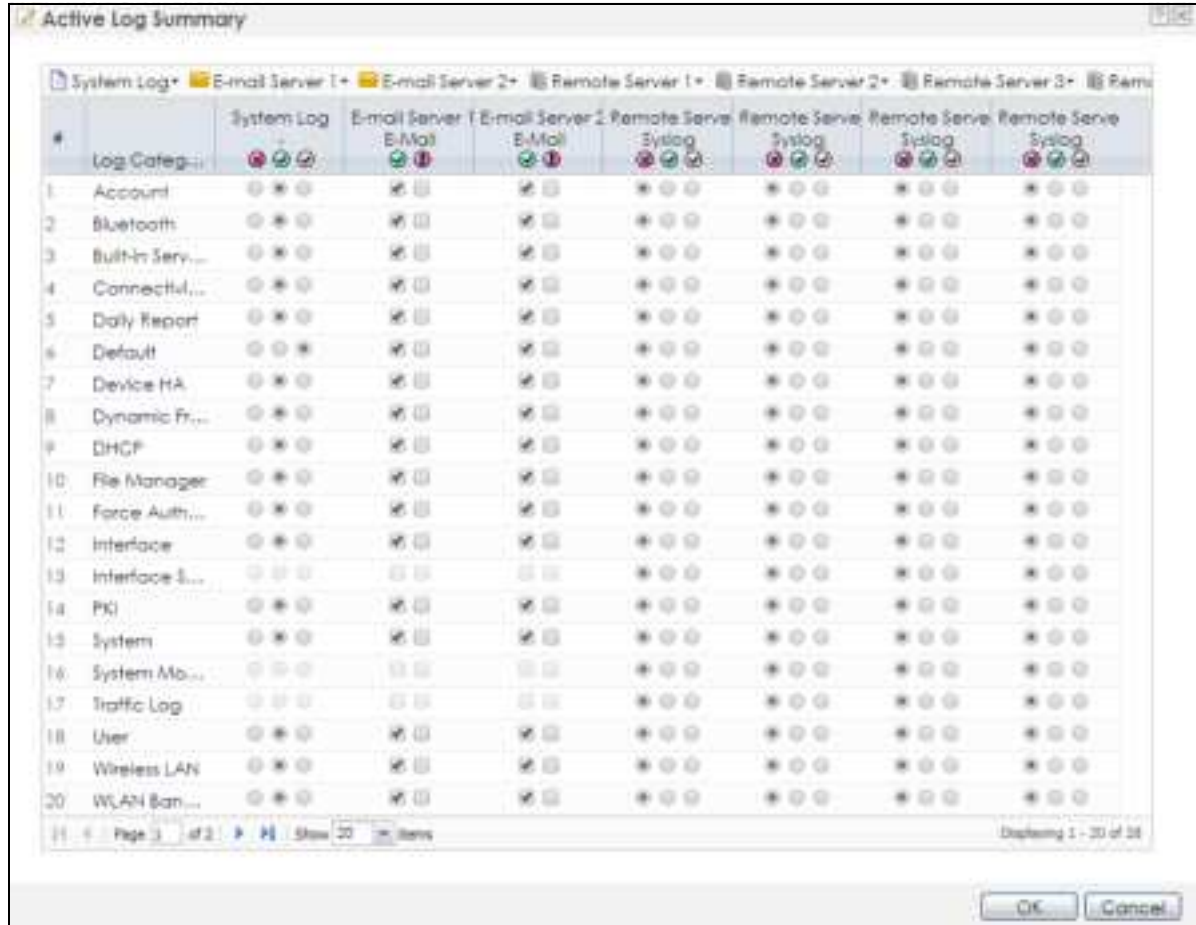 Active Log Summary
System Log E-mail Server 1 E-mail Server 2 Remote Server 1 Remote Server 2 Remote Server 3 Remo
# Log Categ... System Log - E-mail Server 1 E-Mail E-mail Server 2 E-Mail Remote Serve Syslog Remote Serve Syslog Remote Serve Syslog Remote Serve Syslog
1 Account
2 Bluetooth
3 Built-in Serv...
4 Connectivi...
5 Daily Report
6 Default
7 Device HA
8 Dynamic Fr...
9 DHCP
10 File Manager
11 Force Auth...
12 Interface
13 Interface S...
14 PKI
15 System
16 System Mo...
17 Traffic Log
18 User
19 Wireless LAN
20 WLAN Ban...
Page 1 of 2 Show 20 items Displaying 1 - 20 of 28
OK Cancel